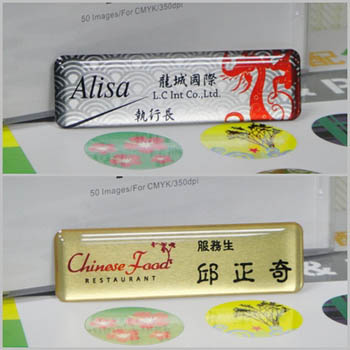 50 Images/For CMYK/350dpi
Alisa
龍城國際
L.C Int Co.,Ltd.
執行長
50 Images/For CMYK/350dpi
Chinese Food
RESTAURANT
服務生
邱正奇